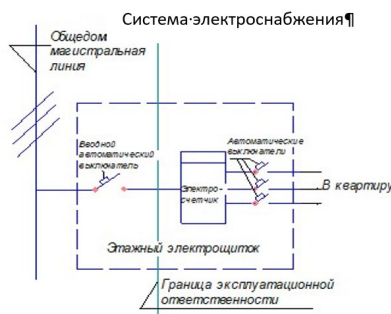 Система·электроснабжения¶
Общедом.
магистральная
линия
Вводной
автоматический
выключатель
Автоматические
выключатели
Электро-
счетчик
В квартиру
Этажный электрощиток
Граница эксплуатационной
ответственности